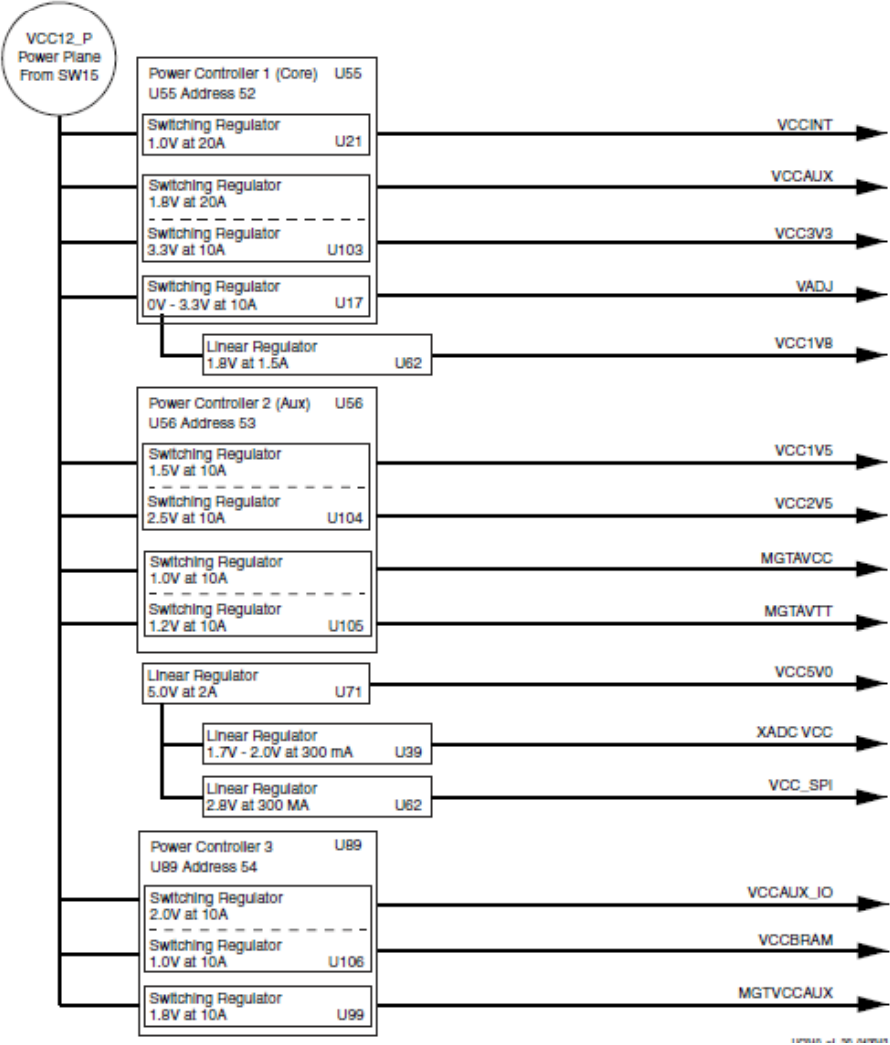 VCC12_P
Power Plane
From SW15
Power Controller 1 (Core) U55
U55 Address 52
Switching Regulator
1.0V at 20A U21
VCCINT
Switching Regulator
1.8V at 20A
VCCAUX
Switching Regulator
3.3V at 10A U103
VCC3V3
Switching Regulator
0V - 3.3V at 10A U17
VADJ
Linear Regulator
1.8V at 1.5A U62
VCC1V8
Power Controller 2 (Aux) U56
U56 Address 53
Switching Regulator
1.5V at 10A
VCC1V5
Switching Regulator
2.5V at 10A U104
VCC2V5
Switching Regulator
1.0V at 10A
MGTAVCC
Switching Regulator
1.2V at 10A U105
MGTAVTT
Linear Regulator
5.0V at 2A U71
VCC5V0
Linear Regulator
1.7V - 2.0V at 300 mA U39
XADC VCC
Linear Regulator
2.8V at 300 MA U62
VCC_SPI
Power Controller 3 U89
U89 Address 54
Switching Regulator
2.0V at 10A
VCCAUX_IO
Switching Regulator
1.0V at 10A U106
VCCBRAM
Switching Regulator
1.8V at 10A U99
MGTVCCAUX